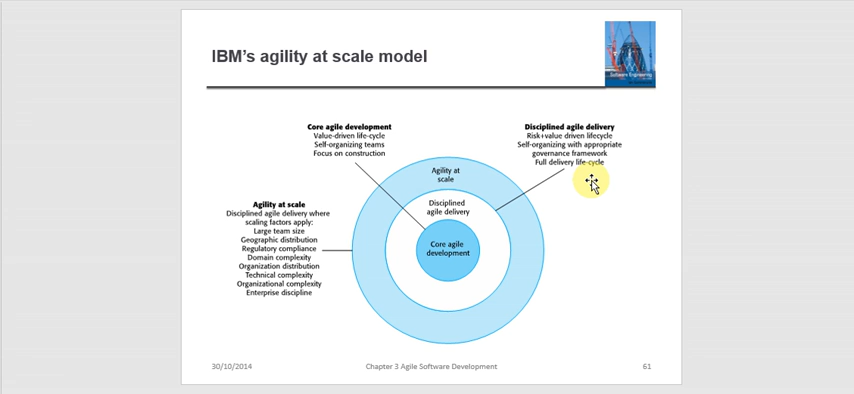 IBM's agility at scale model
Software Engineering
Core agile development
Value-driven life-cycle
Self-organizing teams
Focus on construction
Disciplined agile delivery
Risk+value driven lifecycle
Self-organizing with appropriate
governance framework
Full delivery life-cycle
Agility at scale
Disciplined agile delivery where
scaling factors apply:
Large team size
Geographic distribution
Regulatory compliance
Domain complexity
Organization distribution
Technical complexity
Organizational complexity
Enterprise discipline
Agility at
scale
Disciplined
agile delivery
Core agile
development
30/10/2014
Chapter 3 Agile Software Development
61